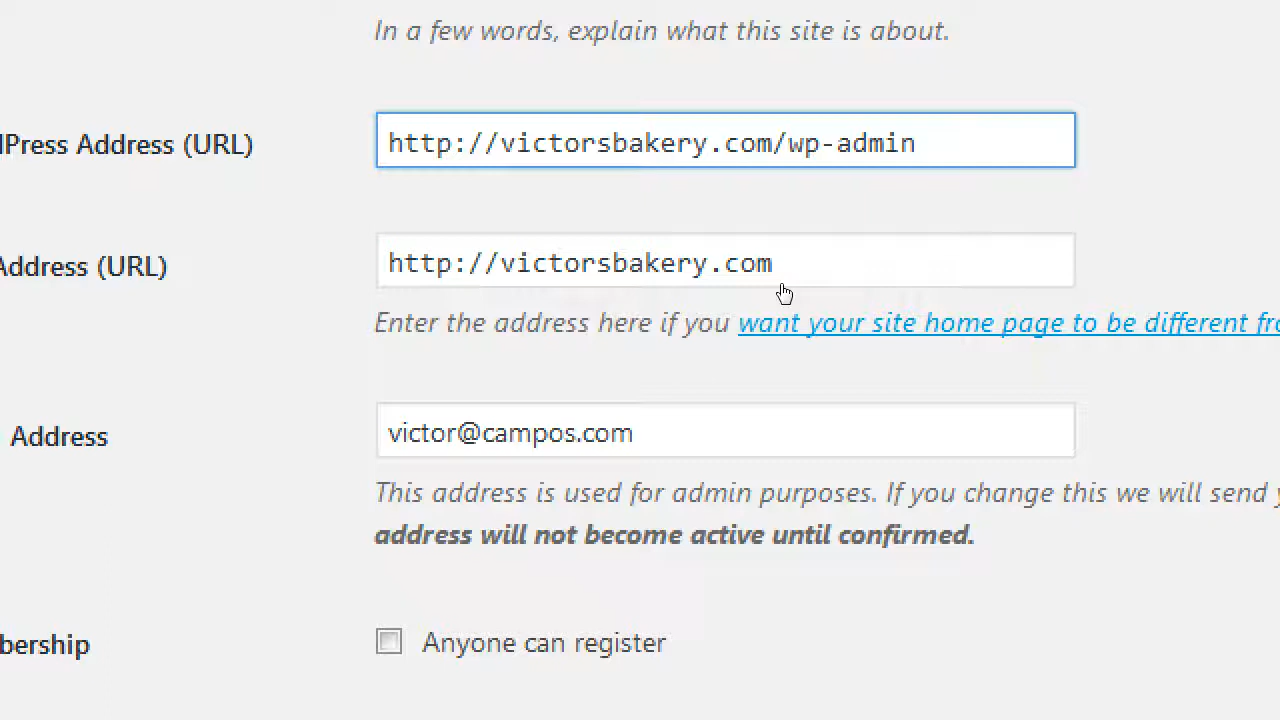 In a few words, explain what this site is about.
Press Address (URL) http://victorsbakery.com/wp-admin
Address (URL) http://victorsbakery.com
Enter the address here if you want your site home page to be different fro
Address victor@campos.com
This address is used for admin purposes. If you change this we will send y
address will not become active until confirmed.
bership Anyone can register